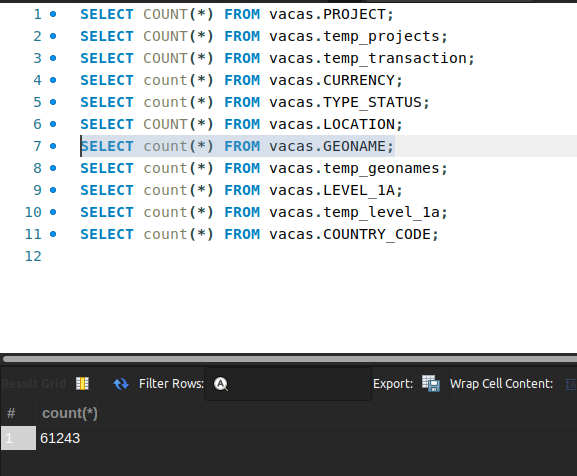 1 SELECT COUNT(*) FROM vacas.PROJECT;
2 SELECT COUNT(*) FROM vacas.temp_projects;
3 SELECT COUNT(*) FROM vacas.temp_transaction;
4 SELECT count(*) FROM vacas.CURRENCY;
5 SELECT count(*) FROM vacas.TYPE_STATUS;
6 SELECT COUNT(*) FROM vacas.LOCATION;
7 SELECT count(*) FROM vacas.GEONAME;
8 SELECT count(*) FROM vacas.temp_geonames;
9 SELECT count(*) FROM vacas.LEVEL_1A;
10 SELECT count(*) FROM vacas.temp_level_1a;
11 SELECT count(*) FROM vacas.COUNTRY_CODE;
12
Result Grid Filter Rows: Export: Wrap Cell Content:
# count(*)
1 61243